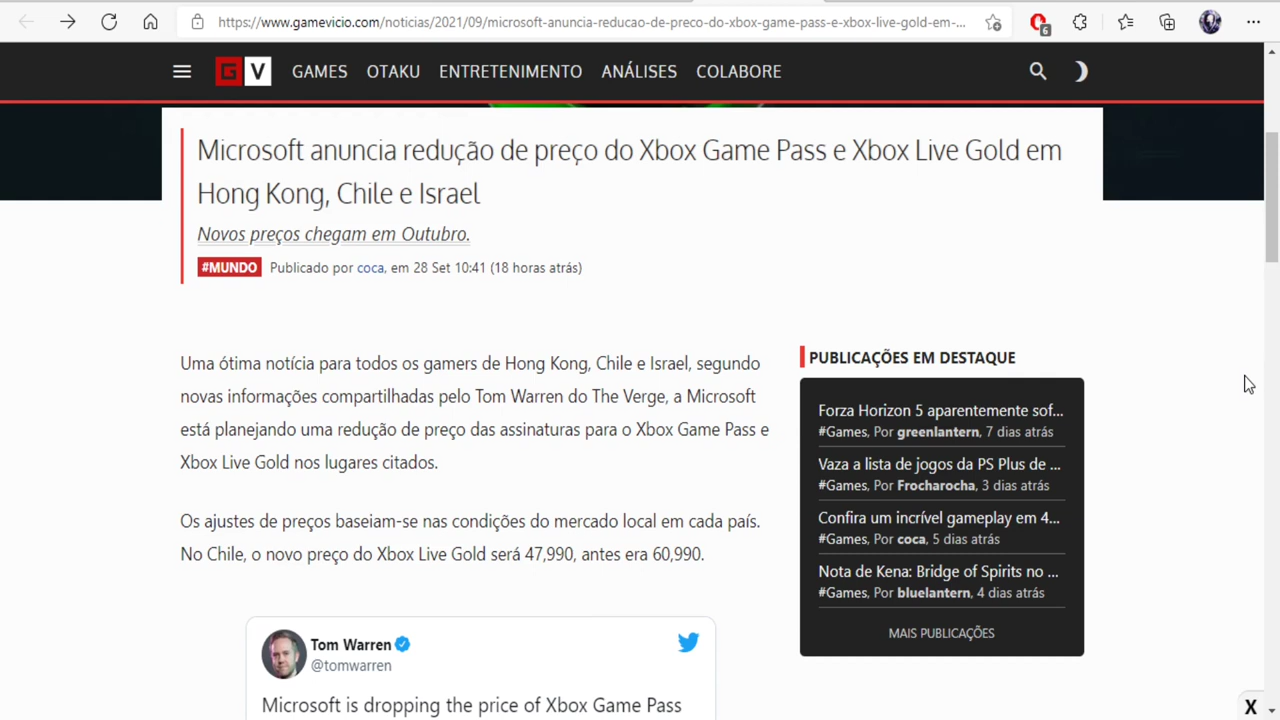 https://www.gamevicio.com/noticias/2021/09/microsoft-anuncia-reducao-de-preco-do-xbox-game-pass-e-xbox-live-gold-em-...
6
G V GAMES OTAKU ENTRETENIMENTO ANÁLISES COLABORE
Microsoft anuncia redução de preço do Xbox Game Pass e Xbox Live Gold em
Hong Kong, Chile e Israel
Novos preços chegam em Outubro.
#MUNDO Publicado por coca, em 28 Set 10:41 (18 horas atrás)
Uma ótima notícia para todos os gamers de Hong Kong, Chile e Israel, segundo
novas informações compartilhadas pelo Tom Warren do The Verge, a Microsoft
está planejando uma redução de preço das assinaturas para o Xbox Game Pass e
Xbox Live Gold nos lugares citados.
Os ajustes de preços baseiam-se nas condições do mercado local em cada país.
No Chile, o novo preço do Xbox Live Gold será 47,990, antes era 60,990.
Tom Warren
@tomwarren
Microsoft is dropping the price of Xbox Game Pass
PUBLICAÇÕES EM DESTAQUE
Forza Horizon 5 aparentemente sof...
#Games, Por greenlantern, 7 dias atrás
Vaza a lista de jogos da PS Plus de ...
#Games, Por Frocharocha, 3 dias atrás
Confira um incrível gameplay em 4...
#Games, Por coca, 5 dias atrás
Nota de Kena: Bridge of Spirits no ...
#Games, Por bluelantern, 4 dias atrás
MAIS PUBLICAÇÕES
X